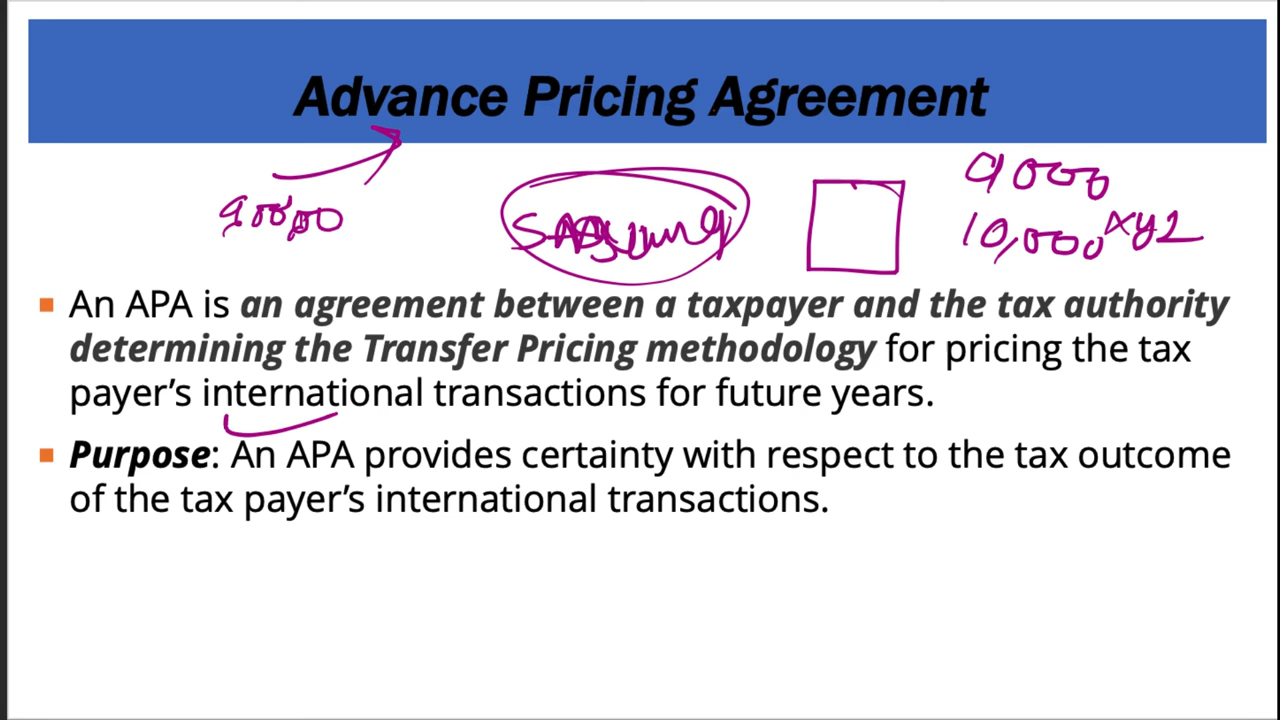 Advance Pricing Agreement
9000
10,000 xyz
Samsung
An APA is an agreement between a taxpayer and the tax authority
determining the Transfer Pricing methodology for pricing the tax
payer’s international transactions for future years.
Purpose: An APA provides certainty with respect to the tax outcome
of the tax payer’s international transactions.